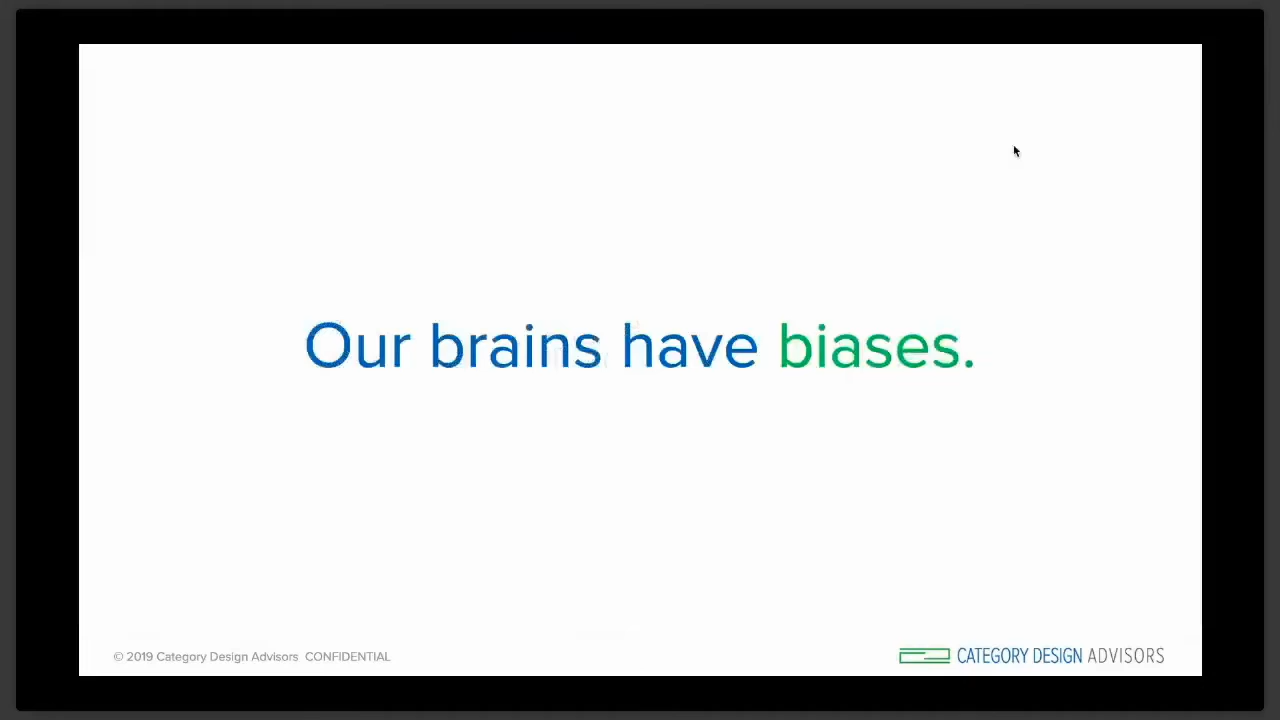 Our brains have biases.
© 2019 Category Design Advisors CONFIDENTIAL
CATEGORY DESIGN ADVISORS